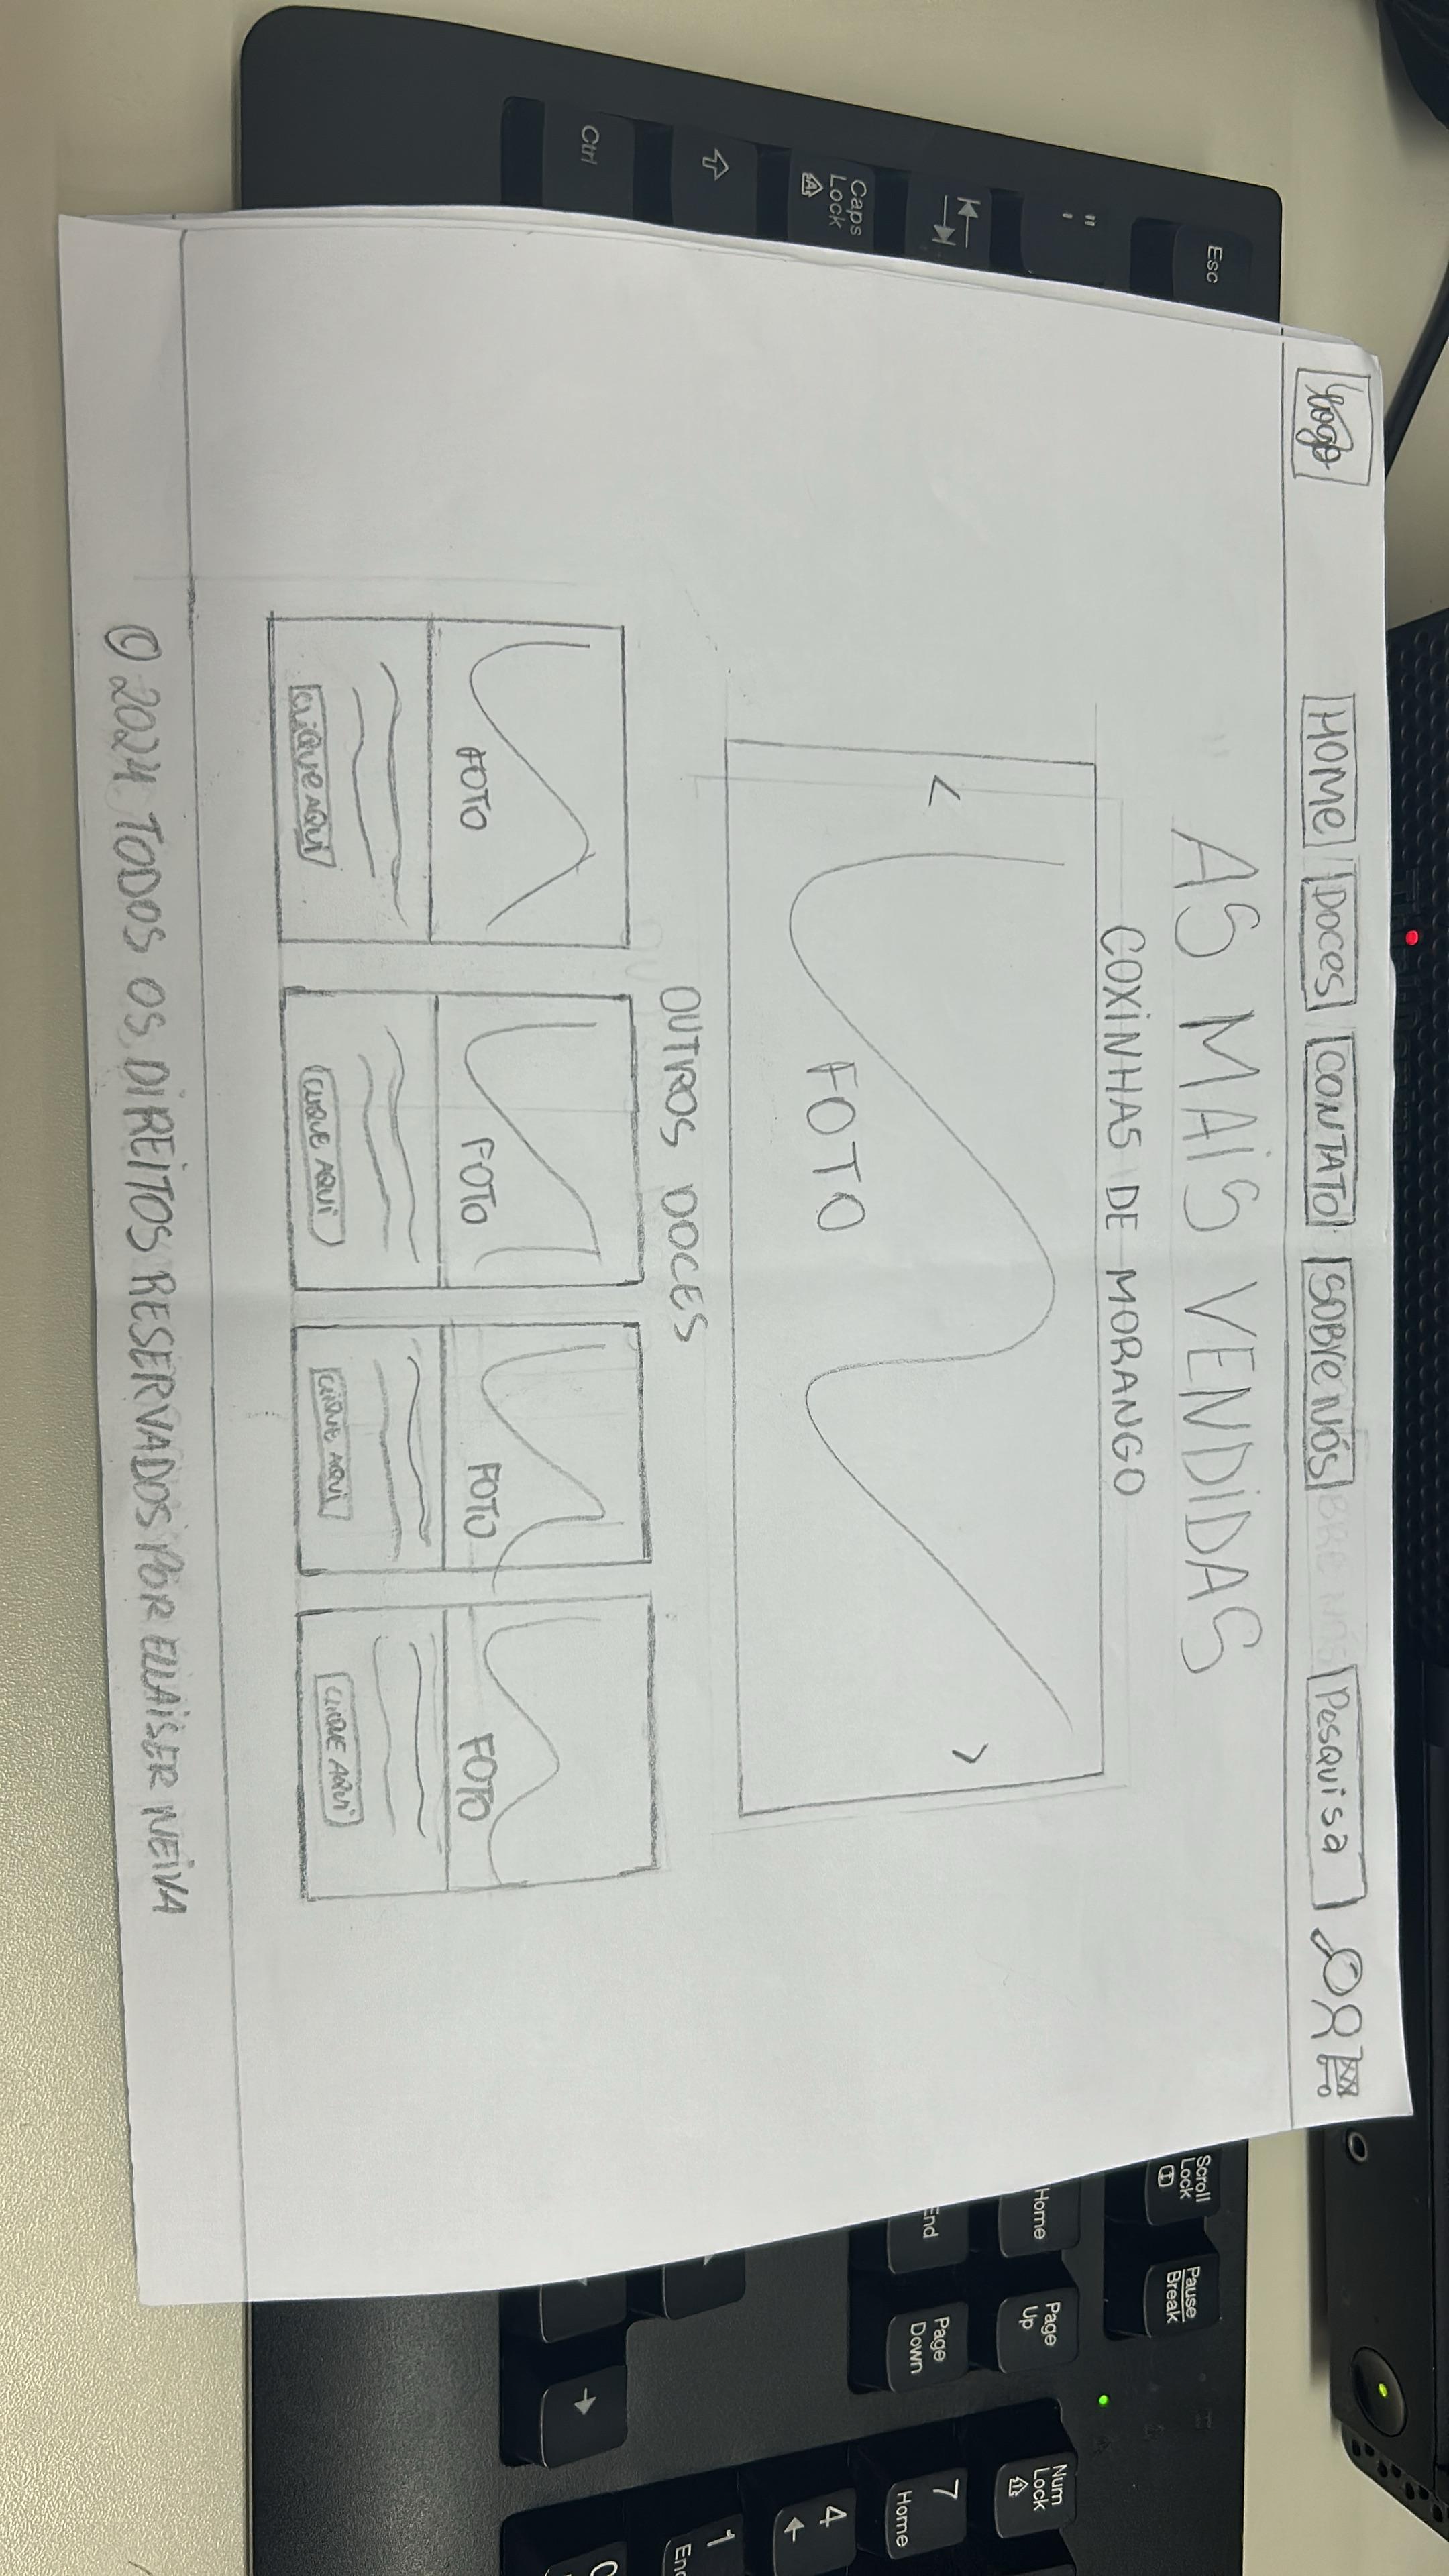 Logo HOME DOCES CONTATO SOBRE NÓS Pesquisa
AS MAIS VENDIDAS
COXINHAS DE MORANGO
< FOTO >
OUTROS DOCES
FOTO FOTO FOTO FOTO
CLIQUE AQUI CLIQUE AQUI CLIQUE AQUI CLIQUE AQUI
© 2024 TODOS OS DIREITOS RESERVADOS POR ELAISER NEIVA
Esc
" '
Caps Lock
Ctrl
Scroll Lock
Pause Break
Home
Page Up
End
Page Down
Num Lock
7 Home
4
1 End
0